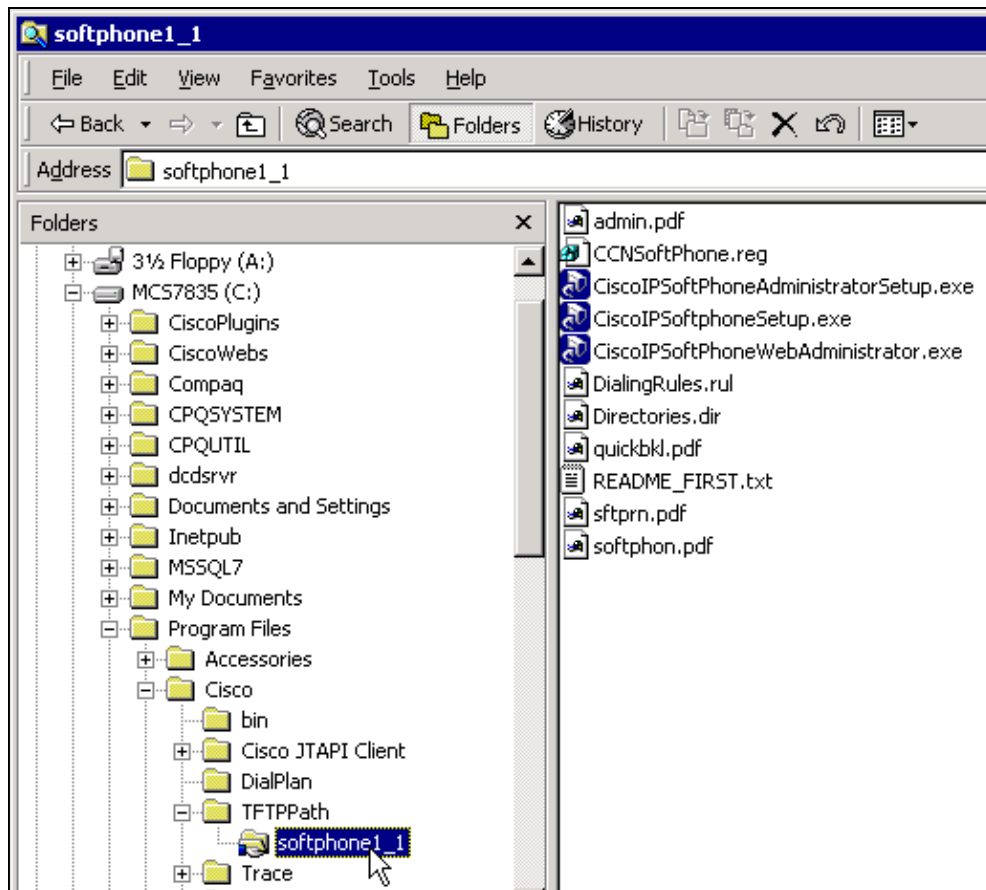 softphone1_1
File Edit View Favorites Tools Help
Back Search Folders History
Address softphone1_1
Folders
3½ Floppy (A:)
MCS7835 (C:)
CiscoPlugins
CiscoWebs
Compaq
CPQSYSTEM
CPQUTIL
dcdsrvr
Documents and Settings
Inetpub
MSSQL7
My Documents
Program Files
Accessories
Cisco
bin
Cisco JTAPI Client
DialPlan
TFTPPath
softphone1_1
Trace
admin.pdf
CCNSoftPhone.reg
CiscoIPSoftPhoneAdministratorSetup.exe
CiscoIPSoftphoneSetup.exe
CiscoIPSoftPhoneWebAdministrator.exe
DialingRules.rul
Directories.dir
quickbkl.pdf
README_FIRST.txt
sftprn.pdf
softphon.pdf